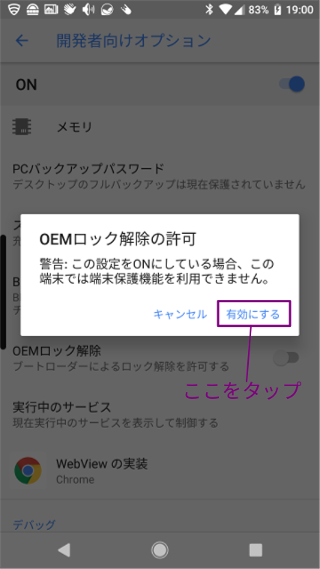 83% 19:00
開発者向けオプション
ON
メモリ
PCバックアップパスワード
デスクトップのフルバックアップは現在保護されていません
OEMロック解除の許可
警告: この設定をONにしている場合、この
端末では端末保護機能を利用できません。
キャンセル 有効にする
OEMロック解除
ブートローダーによるロック解除を許可する
ここをタップ
実行中のサービス
現在実行中のサービスを表示して制御する
WebView の実装
Chrome
デバッグ